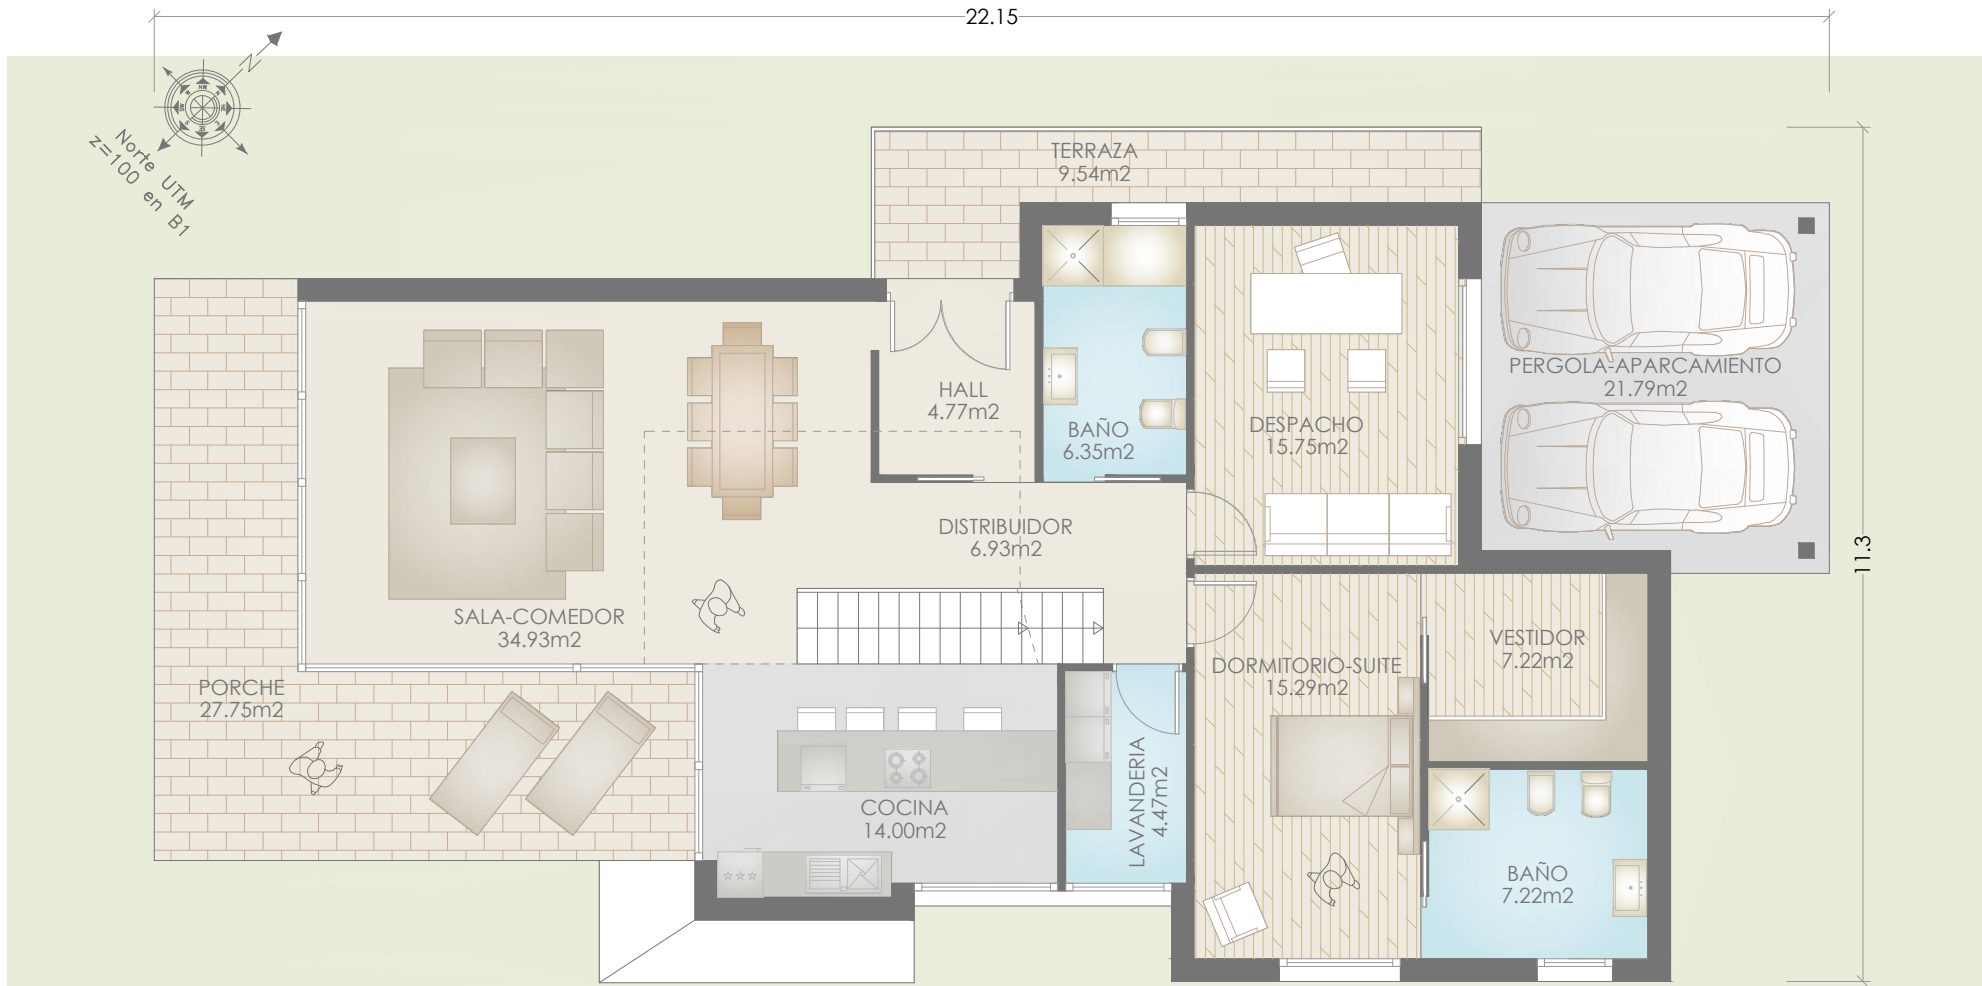 22.15
N
Norte UTM
z=100 en B1
TERRAZA
9.54m2
PERGOLA-APARCAMIENTO
21.79m2
HALL
4.77m2
BAÑO
6.35m2
DESPACHO
15.75m2
DISTRIBUIDOR
6.93m2
11.3
SALA-COMEDOR
34.93m2
VESTIDOR
7.22m2
DORMITORIO-SUITE
15.29m2
PORCHE
27.75m2
COCINA
14.00m2
LAVANDERIA
4.47m2
BAÑO
7.22m2